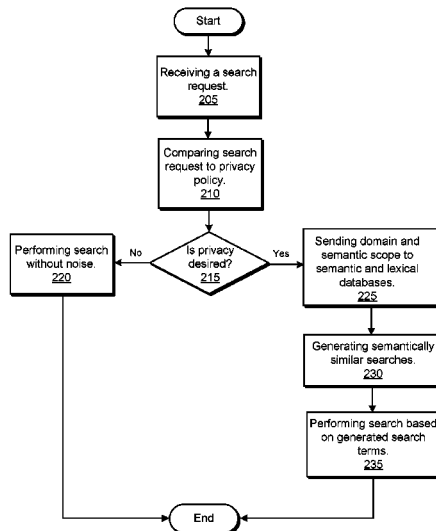 Start
Receiving a search
request.
205
Comparing search
request to privacy
policy.
210
Is privacy
desired?
215
No
Yes
Performing search
without noise.
220
Sending domain and
semantic scope to
semantic and lexical
databases.
225
Generating semantically
similar searches.
230
Performing search based
on generated search
terms.
235
End